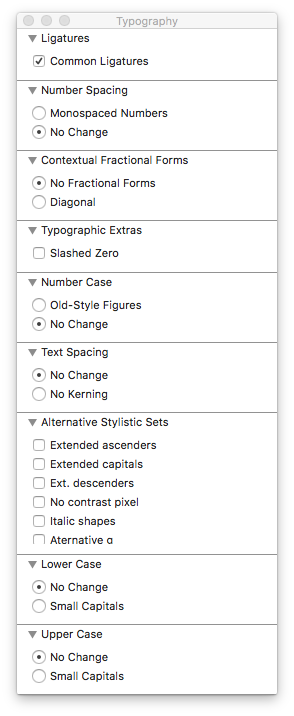 Typography
Ligatures
Common Ligatures
Number Spacing
Monospaced Numbers
No Change
Contextual Fractional Forms
No Fractional Forms
Diagonal
Typographic Extras
Slashed Zero
Number Case
Old-Style Figures
No Change
Text Spacing
No Change
No Kerning
Alternative Stylistic Sets
Extended ascenders
Extended capitals
Ext. descenders
No contrast pixel
Italic shapes
Aternative g
Lower Case
No Change
Small Capitals
Upper Case
No Change
Small Capitals